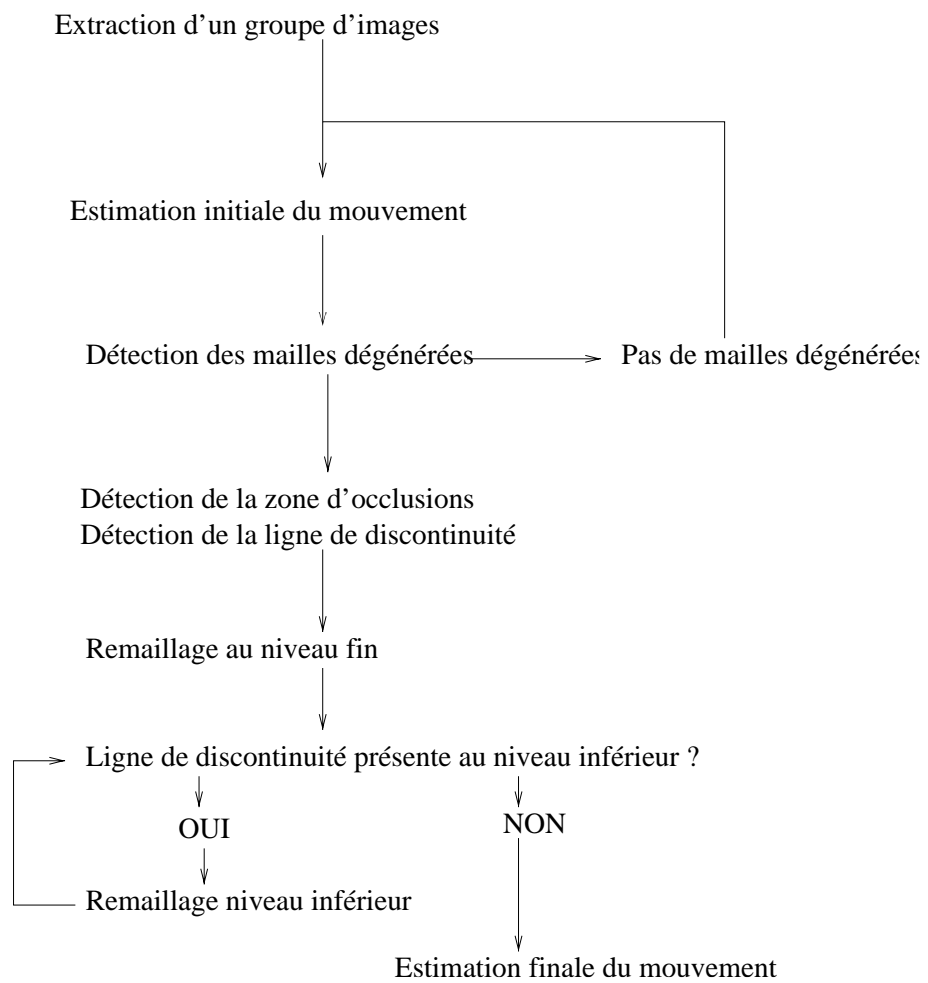 Extraction d'un groupe d'images
Estimation initiale du mouvement
Détection des mailles dégénérées
Pas de mailles dégénérées
Détection de la zone d'occlusions
Détection de la ligne de discontinuité
Remaillage au niveau fin
Ligne de discontinuité présente au niveau inférieur ?
OUI
NON
Remaillage niveau inférieur
Estimation finale du mouvement